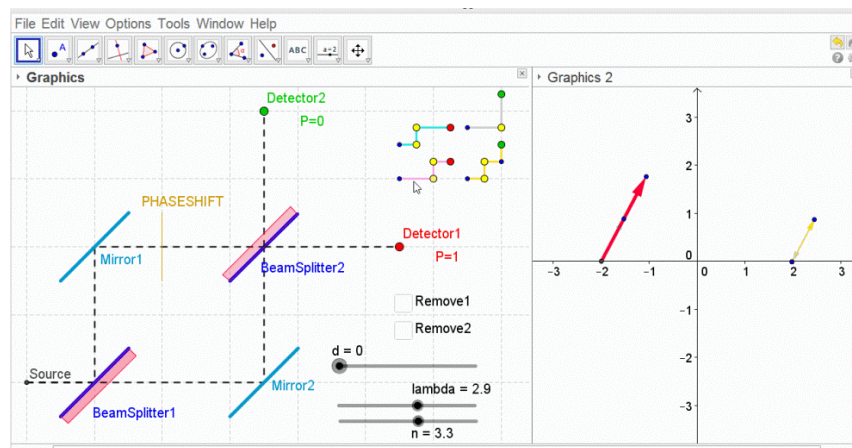 File Edit View Options Tools Window Help
A
α
ABC
a=2
Graphics
Graphics 2
Detector2
P=0
PHASESHIFT
Mirror1
Detector1
P=1
BeamSplitter2
Remove1
Remove2
d = 0
Source
Mirror2
lambda = 2.9
BeamSplitter1
n = 3.3
3
2
1
0
-3 -2 -1 0 1 2 3
-1
-2
-3